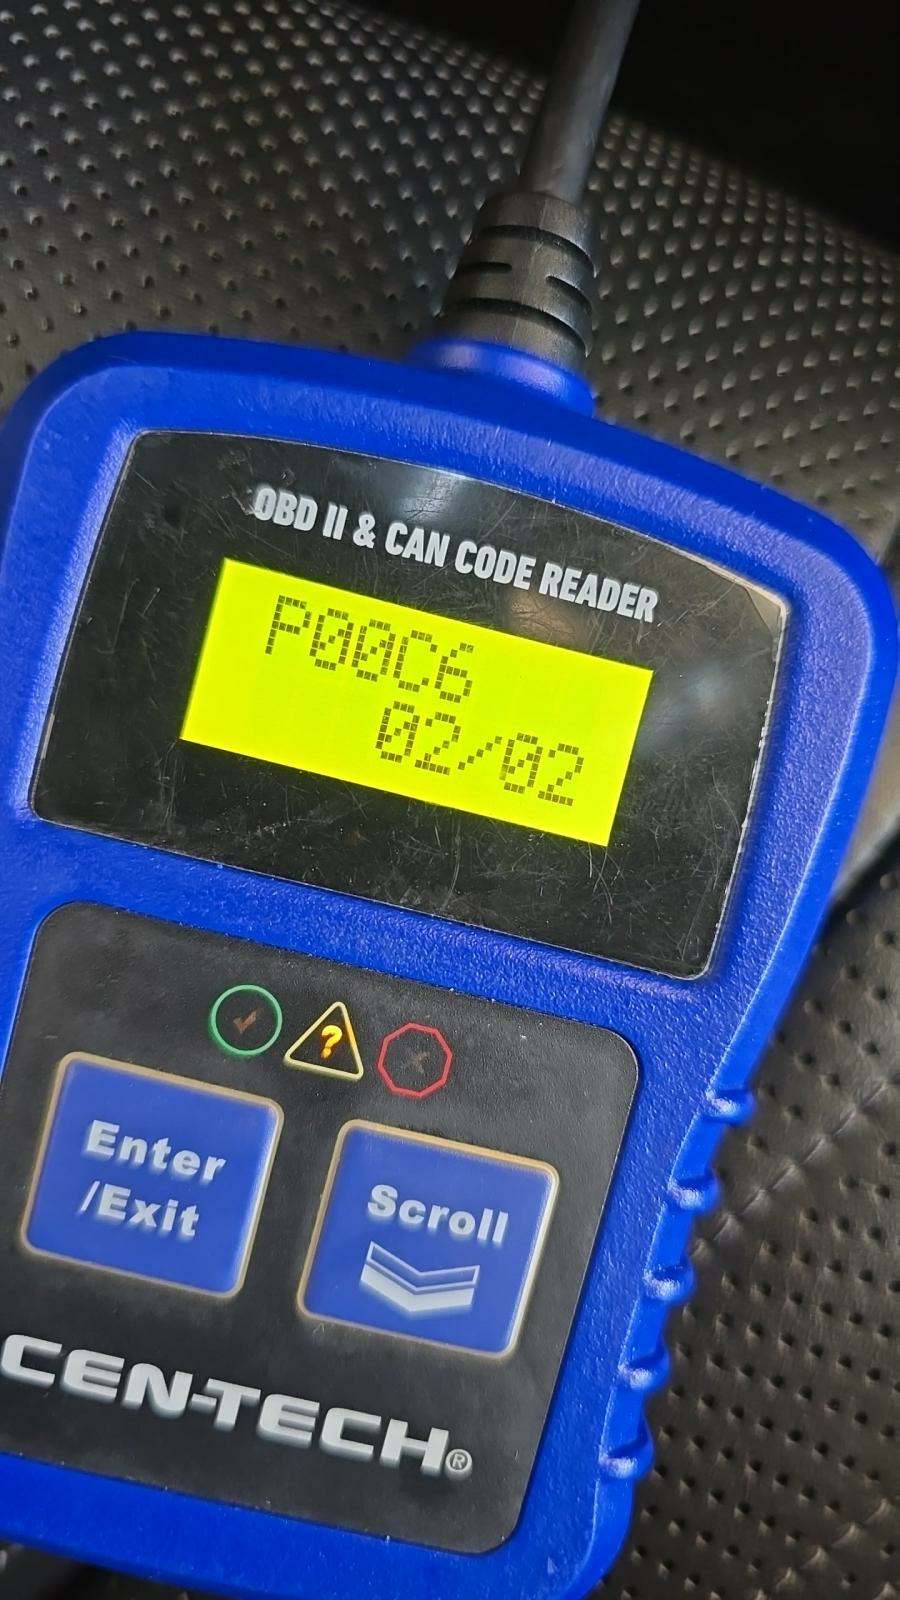 OBD II & CAN CODE READER
P00C6
02/02
?
Enter
/Exit
Scroll
CEN-TECH®